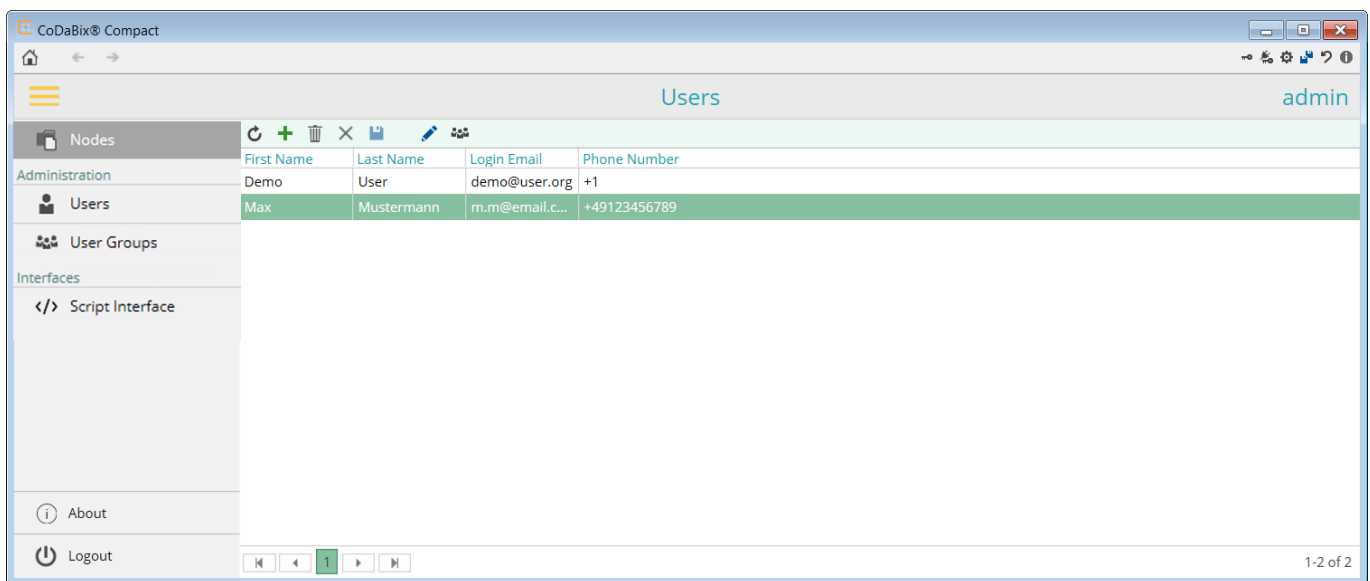 CoDaBix® Compact
Users
admin
Nodes
Administration
Users
User Groups
Interfaces
Script Interface
About
Logout
First Name Last Name Login Email Phone Number
Demo User demo@user.org +1
Max Mustermann m.m@email.c... +49123456789
1
1-2 of 2